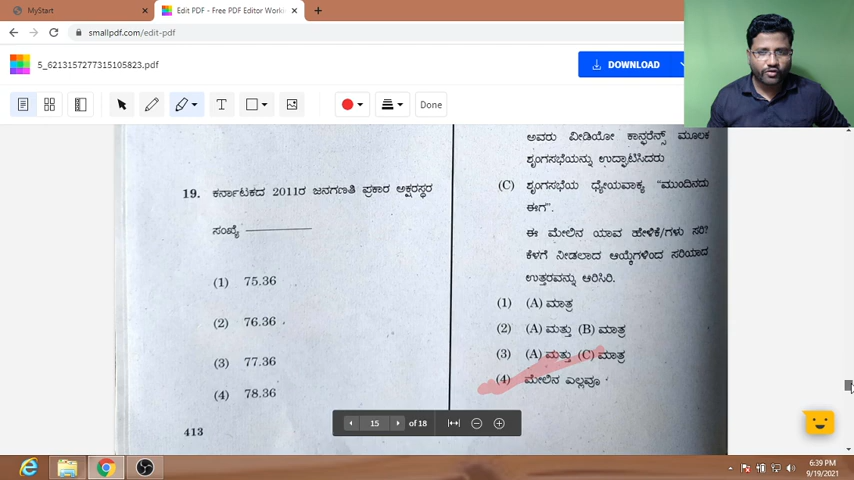 MyStart
Edit PDF - Free PDF Editor Worki
smallpdf.com/edit-pdf
5_6213157277315105823.pdf
DOWNLOAD
Done
19. ಕರ್ನಾಟಕದ 2011ರ ಜನಗಣತಿ ಪ್ರಕಾರ ಅಕ್ಷರಸ್ಥರ
ಸಂಖ್ಯೆ
(1) 75.36
(2) 76.36
(3) 77.36
(4) 78.36
413
ಅವರು ವೀಡಿಯೋ ಕಾನ್ಫರೆನ್ಸ್ ಮೂಲಕ
ಶೃಂಗಸಭೆಯನ್ನು ಉದ್ಘಾಟಿಸಿದರು
(C) ಶೃಂಗಸಭೆಯ ಧ್ಯೇಯವಾಕ್ಯ "ಮುಂದಿನದು
ಈಗ".
ಈ ಮೇಲಿನ ಯಾವ ಹೇಳಿಕೆ/ಗಳು ಸರಿ?
ಕೆಳಗೆ ನೀಡಲಾದ ಆಯ್ಕೆಗಳಿಂದ ಸರಿಯಾದ
ಉತ್ತರವನ್ನು ಆರಿಸಿರಿ.
(1) (A) ಮಾತ್ರ
(2) (A) ಮತ್ತು (B) ಮಾತ್ರ
(3) (A) ಮತ್ತು (C) ಮಾತ್ರ
(4) ಮೇಲಿನ ಎಲ್ಲವೂ
15 of 18
6:39 PM
9/19/2021